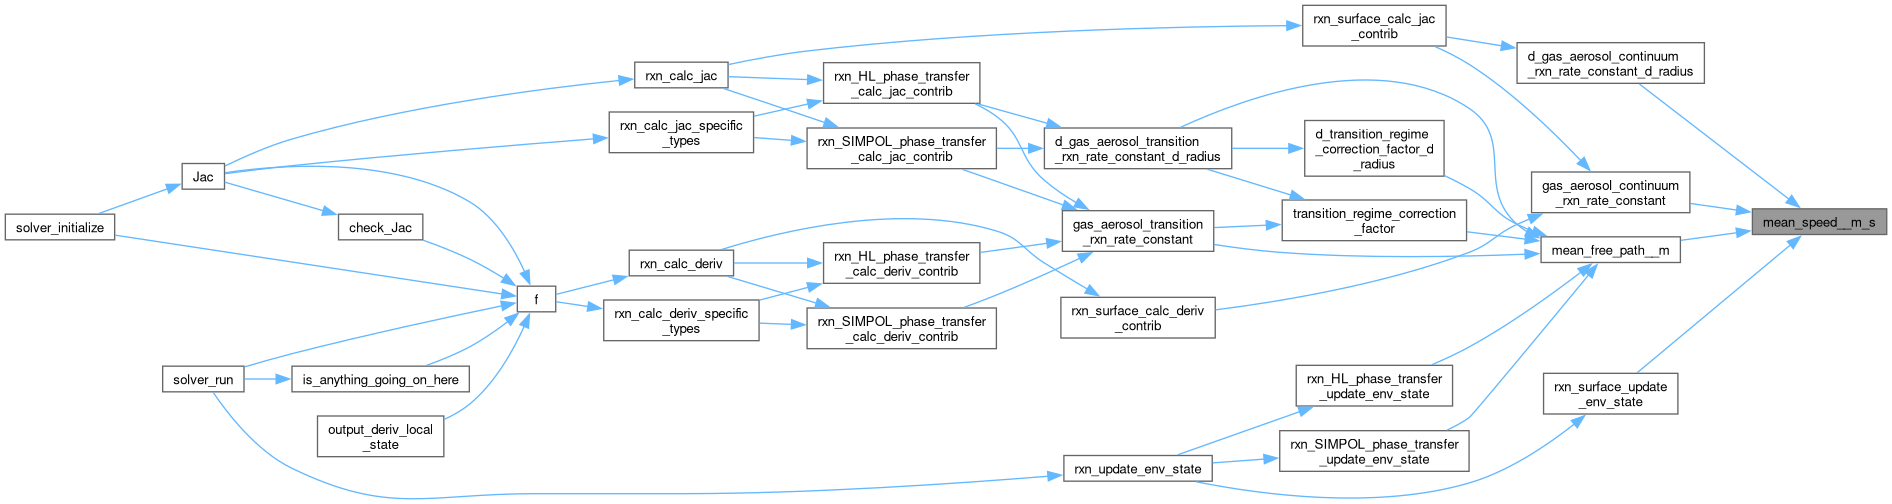 rxn_surface_calc_jac
_contrib
d_gas_aerosol_continuum
_rxn_rate_constant_d_radius
rxn_calc_jac
rxn_HL_phase_transfer
_calc_jac_contrib
rxn_calc_jac_specific
_types
rxn_SIMPOL_phase_transfer
_calc_jac_contrib
d_gas_aerosol_transition
_rxn_rate_constant_d_radius
d_transition_regime
_correction_factor_d
_radius
Jac
gas_aerosol_continuum
_rxn_rate_constant
solver_initialize
check_Jac
gas_aerosol_transition
_rxn_rate_constant
transition_regime_correction
_factor
mean_speed__m_s
mean_free_path__m
rxn_calc_deriv
rxn_HL_phase_transfer
_calc_deriv_contrib
f
rxn_calc_deriv_specific
_types
rxn_SIMPOL_phase_transfer
_calc_deriv_contrib
rxn_surface_calc_deriv
_contrib
solver_run
is_anything_going_on_here
rxn_HL_phase_transfer
_update_env_state
rxn_surface_update
_env_state
output_deriv_local
_state
rxn_SIMPOL_phase_transfer
_update_env_state
rxn_update_env_state